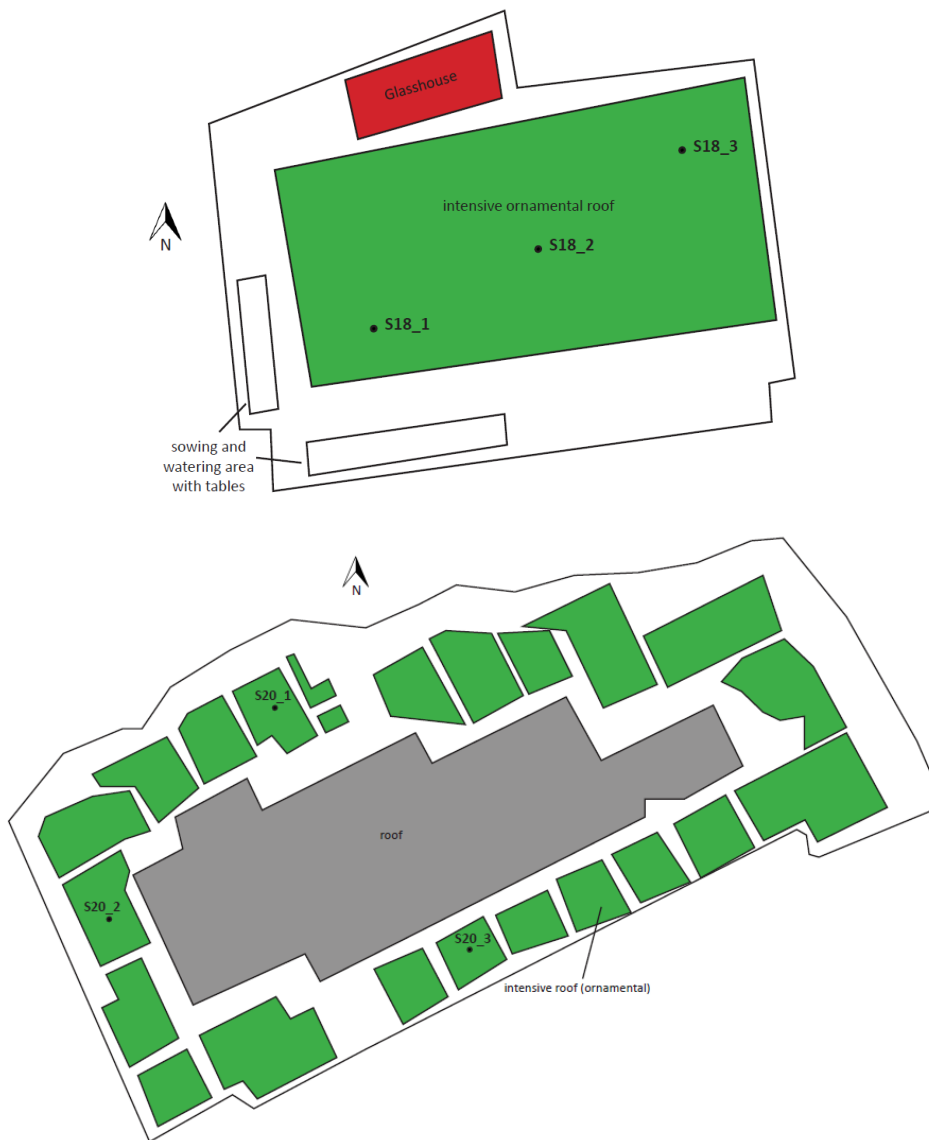 Glasshouse
S18_3
intensive ornamental roof
S18_2
N
S18_1
sowing and
watering area
with tables
N
S20_1
roof
S20_2
S20_3
intensive roof (ornamental)